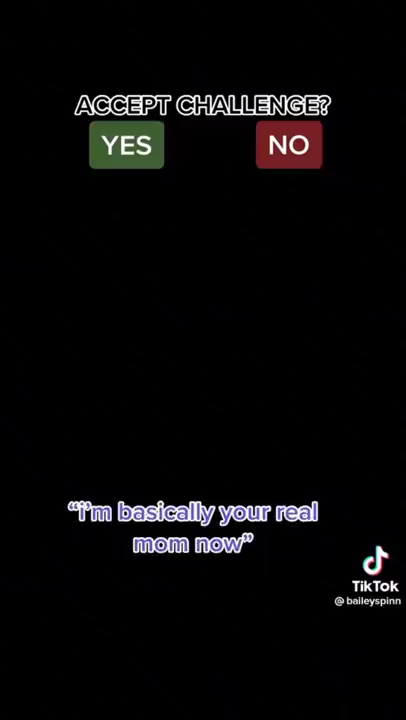 ACCEPT CHALLENGE?
YES NO
“i’m basically your real
mom now”
TikTok
@baileyspinn